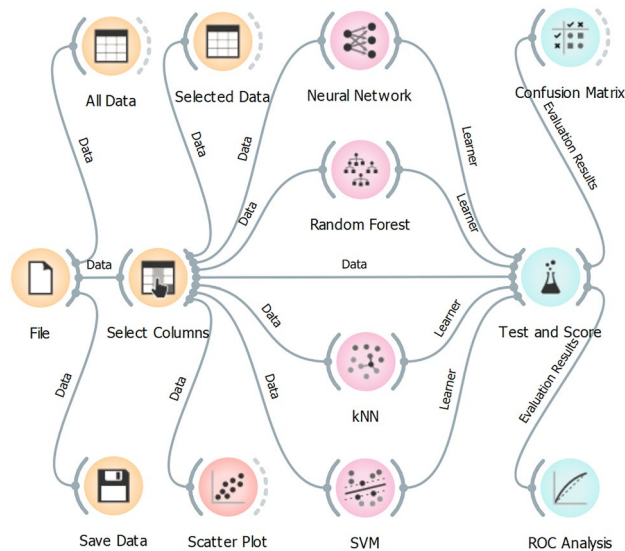 All Data
Selected Data
Neural Network
Confusion Matrix
Data
Data
Data
Learner
Evaluation Results
Random Forest
Data
Learner
Data
Data
File
Select Columns
Test and Score
Data
Data
Data
Data
Learner
Learner
Evaluation Results
kNN
Save Data
Scatter Plot
SVM
ROC Analysis